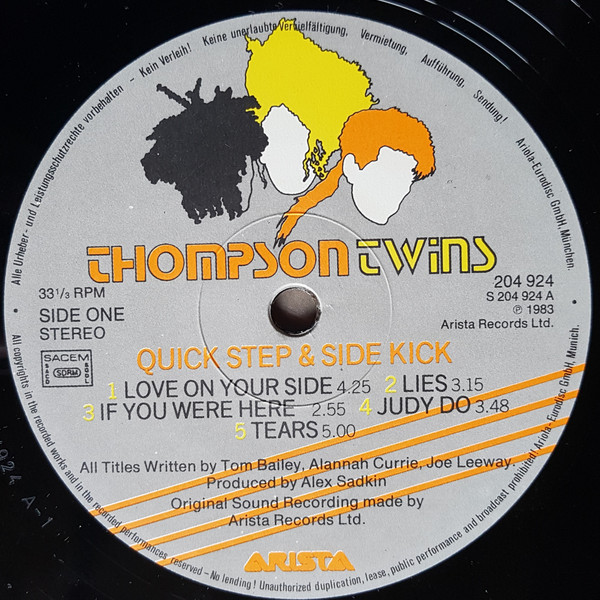 Alle Urheber- und Leistungsschutzrechte vorbehalten - Kein Verleih! Keine unerlaubte Vervielfältigung, Vermietung, Aufführung, Sendung! Ariola-Eurodisc GmbH, München.
THOMPSON TWiNS
33 1/3 RPM
SIDE ONE
STEREO
204 924
S 204 924 A
℗ 1983
Arista Records Ltd.
SACEM
SDRM
QUICK STEP & SIDE KICK
1 LOVE ON YOUR SIDE 4.25 2 LIES 3.15
3 IF YOU WERE HERE 2.55 4 JUDY DO 3.48
5 TEARS 5.00
All Titles Written by Tom Bailey, Alannah Currie, Joe Leeway.
Produced by Alex Sadkin
Original Sound Recording made by
Arista Records Ltd.
ARISTA
All copyrights in the recorded works and in the recorded performances reserved - No lending! Unauthorized duplication, lease, public performance and broadcast prohibited! Ariola-Eurodisc GmbH, Munich.